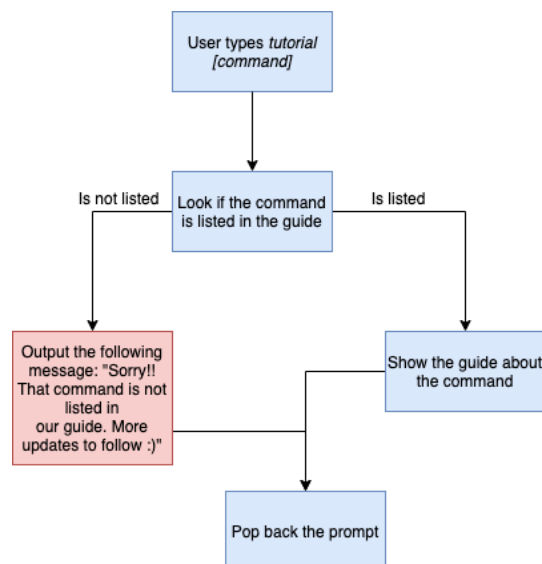 User types tutorial
[command]
Look if the command
is listed in the guide
Is not listed
Is listed
Output the following
message: "Sorry!!
That command is not
listed in
our guide. More
updates to follow :)"
Show the guide about
the command
Pop back the prompt